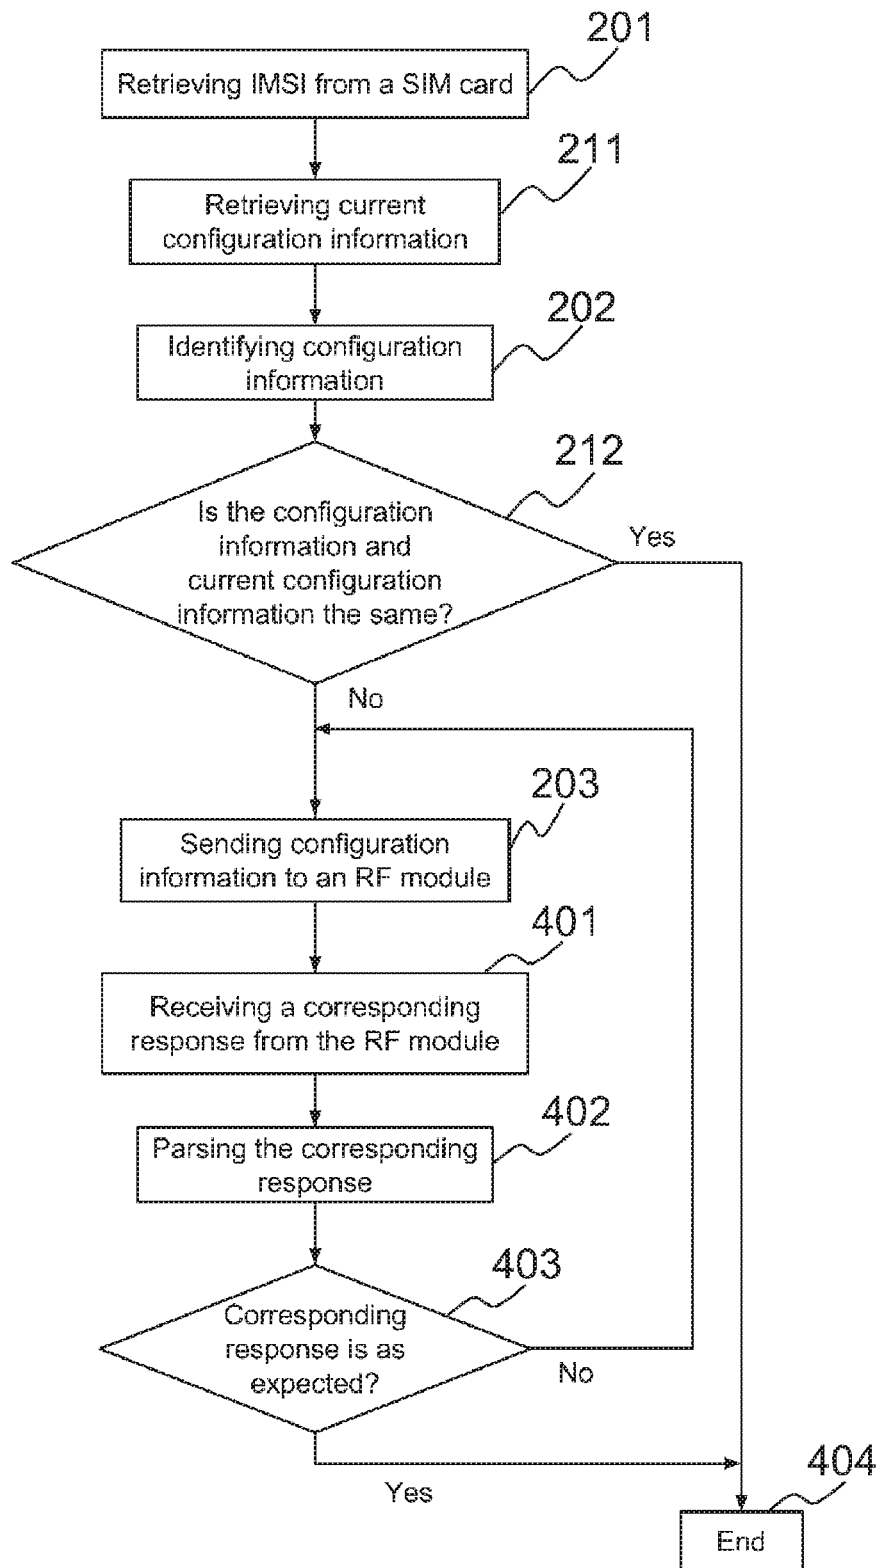 201
Retrieving IMSI from a SIM card
211
Retrieving current
configuration information
202
Identifying configuration
information
212
Is the configuration
information and
current configuration
information the same?
Yes
No
203
Sending configuration
information to an RF module
401
Receiving a corresponding
response from the RF module
402
Parsing the corresponding
response
403
Corresponding
response is as
expected?
No
Yes
404
End